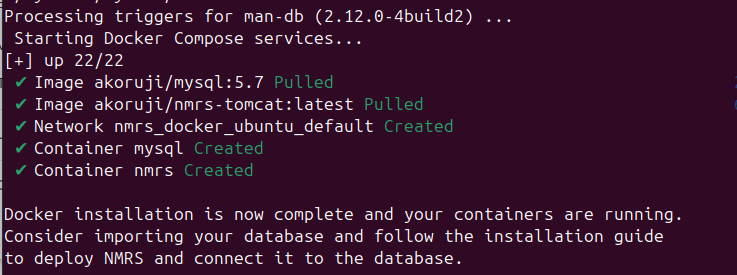 Processing triggers for man-db (2.12.0-4build2) ...
Starting Docker Compose services...
[+] up 22/22
✔ Image akoruji/mysql:5.7 Pulled
✔ Image akoruji/nmrs-tomcat:latest Pulled
✔ Network nmrs_docker_ubuntu_default Created
✔ Container mysql Created
✔ Container nmrs Created
Docker installation is now complete and your containers are running.
Consider importing your database and follow the installation guide
to deploy NMRS and connect it to the database.